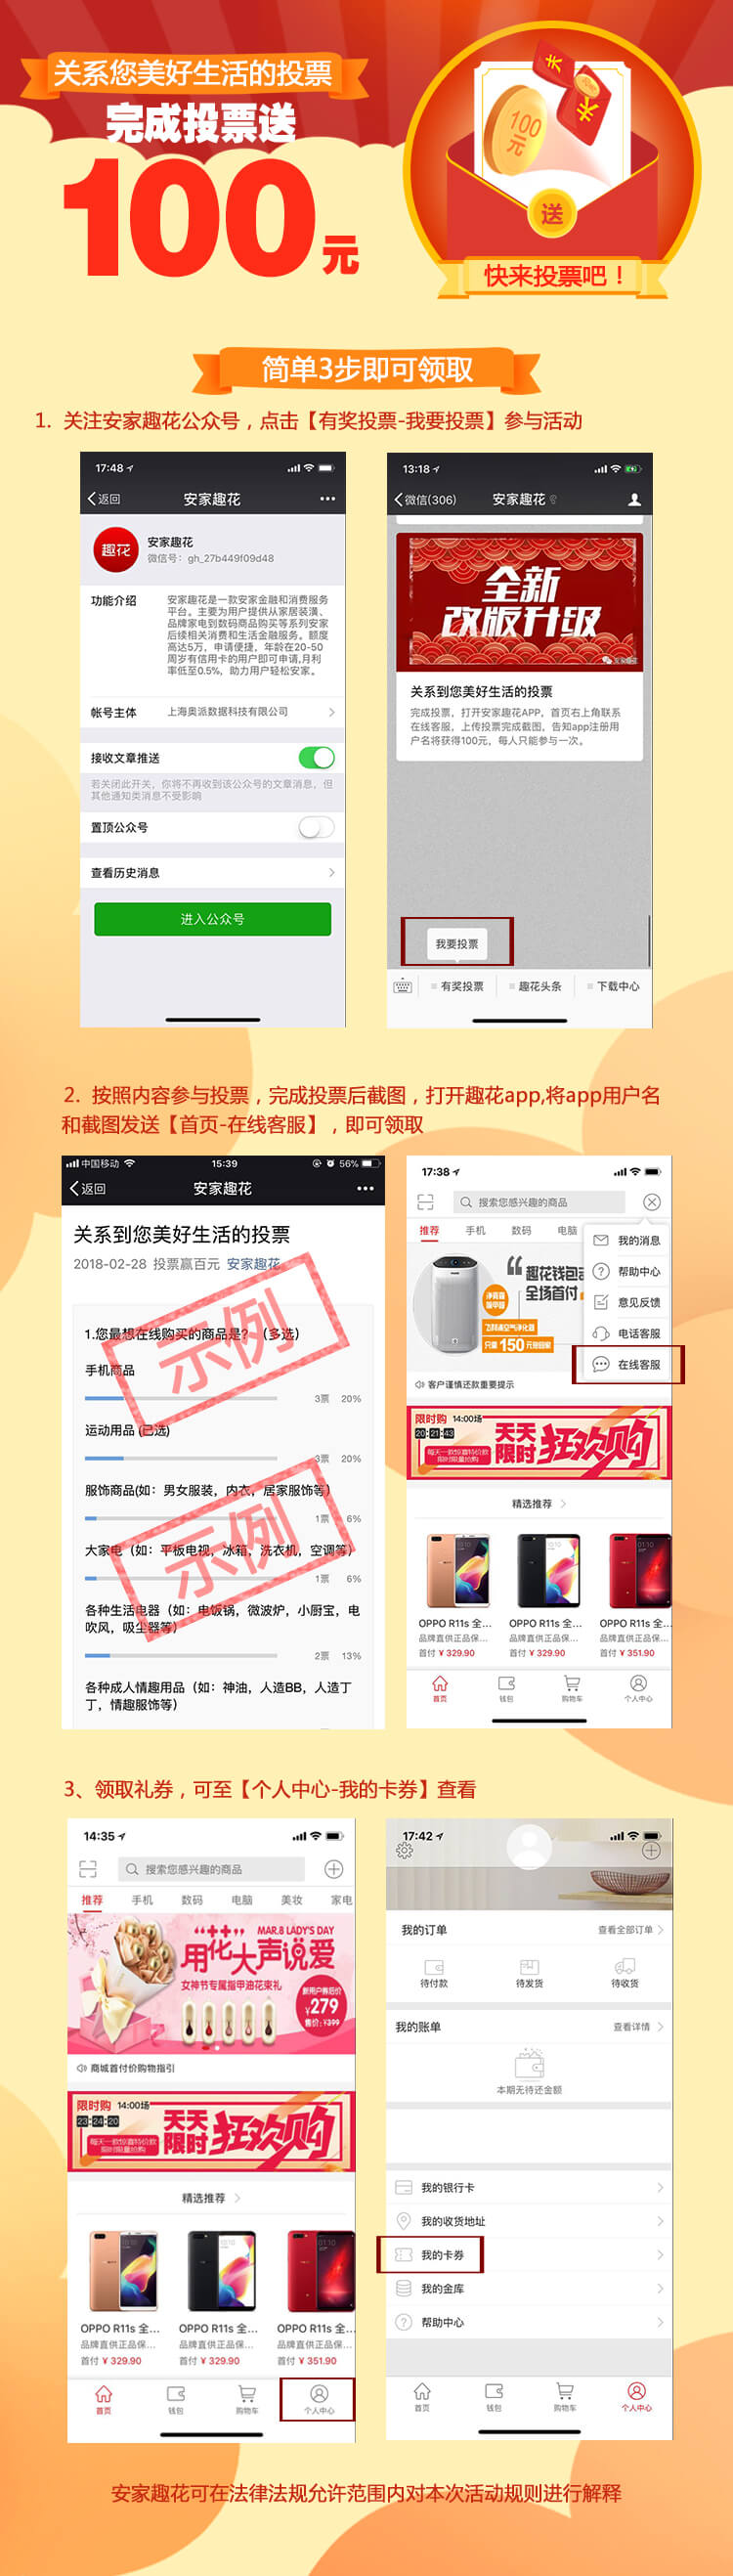 关系您美好生活的投票
完成投票送
100元
100
元
送
快来投票吧！
简单3步即可领取
1. 关注安家趣花公众号，点击【有奖投票-我要投票】参与活动
17:48
返回
安家趣花
趣花
安家趣花
微信号：gh_27b449f09d48
功能介绍
安家趣花是一款安家金融和消费服务
平台。主要为用户提供从家居装潢、
品牌家电到数码商品购买等系列安家
后续相关消费和生活金融服务。额度
高达5万，申请便捷，年龄在20-50
周岁有信用卡的用户即可申请,月利
率低至0.5%，助力用户轻松安家。
帐号主体
上海奥派数据科技有限公司
接收文章推送
若关闭此开关，你将不再收到该公众号的文章消息，但
其他通知类消息不受影响
置顶公众号
查看历史消息
进入公众号
13:18
微信(306)
安家趣花
全新
改版升级
关系到您美好生活的投票
完成投票，打开安家趣花APP，首页右上角联系
在线客服，上传投票完成截图，告知app注册用
户名将获得100元，每人只能参与一次。
我要投票
有奖投票
趣花头条
下载中心
2. 按照内容参与投票，完成投票后截图，打开趣花app,将app用户名
和截图发送【首页-在线客服】，即可领取
中国移动
15:39
56%
返回
安家趣花
关系到您美好生活的投票
2018-02-28 投票赢百元 安家趣花
示例
1.您最想在线购买的商品是？（多选）
手机商品
3票 20%
运动用品 (已选)
3票 20%
服饰商品(如：男女服装，内衣，居家服饰等)
1票 6%
示例
大家电（如：平板电视，冰箱，洗衣机，空调等）
1票 6%
各种生活电器（如：电饭锅，微波炉，小厨宝，电
吹风，吸尘器等）
2票 13%
各种成人情趣用品（如：神油，人造BB，人造丁
丁，情趣服饰等）
17:38
搜索您感兴趣的商品
推荐
手机
数码
电脑
我的消息
帮助中心
意见反馈
电话客服
在线客服
趣花钱包
全场首付
只需150元
客户谨慎还款重要提示
限时购 14:00场
20:21:43
每天一款惊喜特价款
限时限量抢购
天天
限时
狂欢购
精选推荐
OPPO R11s 全...
品牌直供正品保...
首付 ¥ 329.90
OPPO R11s 全...
品牌直供正品保...
首付 ¥ 329.90
OPPO R11s 全...
品牌直供正品保...
首付 ¥ 351.90
首页
钱包
购物车
个人中心
3、领取礼券，可至【个人中心-我的卡券】查看
14:35
搜索您感兴趣的商品
推荐
手机
数码
电脑
美妆
家电
MAR.8 LADY'S DAY
用花大声说爱
女神节专属指甲油花束礼
新用户券后价
¥279
售价:¥399
商城首付价购物指引
限时购 14:00场
23:24:20
每天一款惊喜特价款
限时限量抢购
天天
限时
狂欢购
精选推荐
OPPO R11s 全...
品牌直供正品保...
首付 ¥ 329.90
OPPO R11s 全...
品牌直供正品保...
首付 ¥ 329.90
OPPO R11s 全...
品牌直供正品保...
首付 ¥ 351.90
首页
钱包
购物车
个人中心
17:42
我的订单
查看全部订单
待付款
待发货
待收货
我的账单
查看详情
本期无待还金额
我的银行卡
我的收货地址
我的卡券
我的金库
帮助中心
首页
钱包
购物车
个人中心
安家趣花可在法律法规允许范围内对本次活动规则进行解释